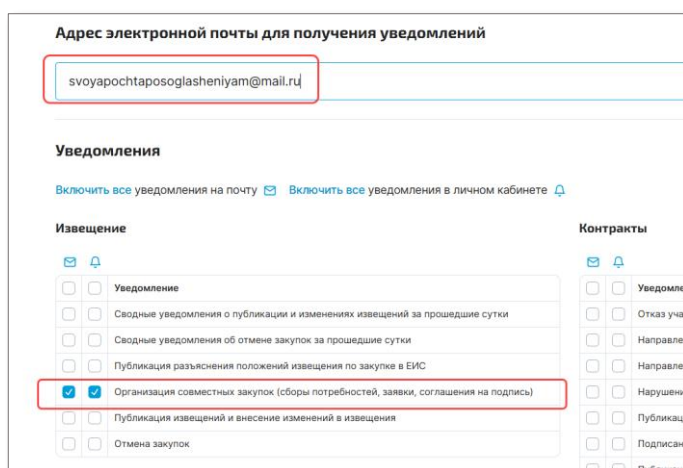 Адрес электронной почты для получения уведомлений
svoyapochtaposoglasheniyam@mail.ru
Уведомления
Включить все уведомления на почту Включить все уведомления в личном кабинете
Извещение
Уведомление
Сводные уведомления о публикации и изменениях извещений за прошедшие сутки
Сводные уведомления об отмене закупок за прошедшие сутки
Публикация разъяснения положений извещения по закупке в ЕИС
Организация совместных закупок (сборы потребностей, заявки, соглашения на подпись)
Публикация извещений и внесение изменений в извещения
Отмена закупок
Контракты
Уведомле
Отказ уча
Направле
Направле
Нарушени
Публикац
Подписан